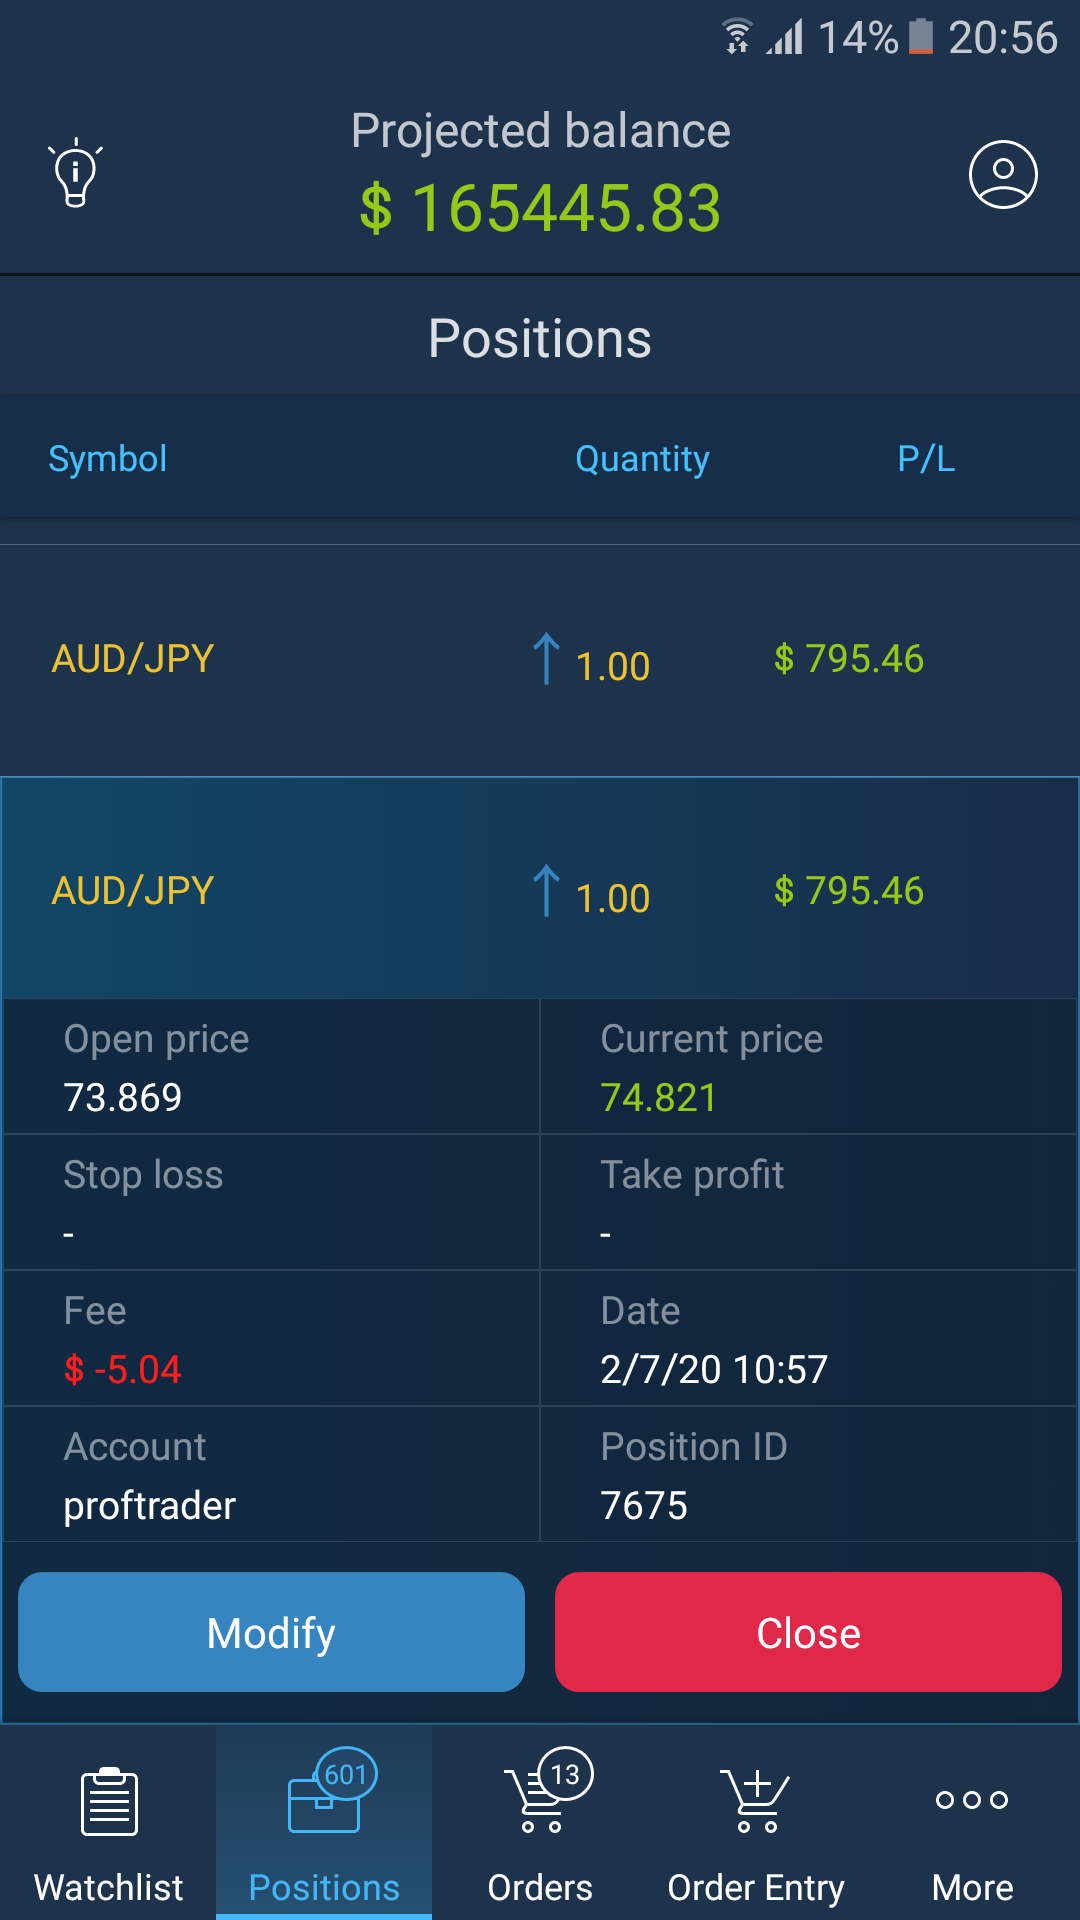 14% 20:56
Projected balance
$ 165445.83
Positions
Symbol Quantity P/L
AUD/JPY 1.00 $ 795.46
AUD/JPY 1.00 $ 795.46
Open price Current price
73.869 74.821
Stop loss Take profit
- -
Fee Date
$ -5.04 2/7/20 10:57
Account Position ID
proftrader 7675
Modify Close
601 13
Watchlist Positions Orders Order Entry More